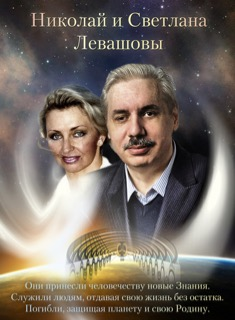 Николай и Светлана
Левашовы
Они принесли человечеству новые Знания.
Служили людям, отдавая свою жизнь без остатка.
Погибли, защищая планету и свою Родину.